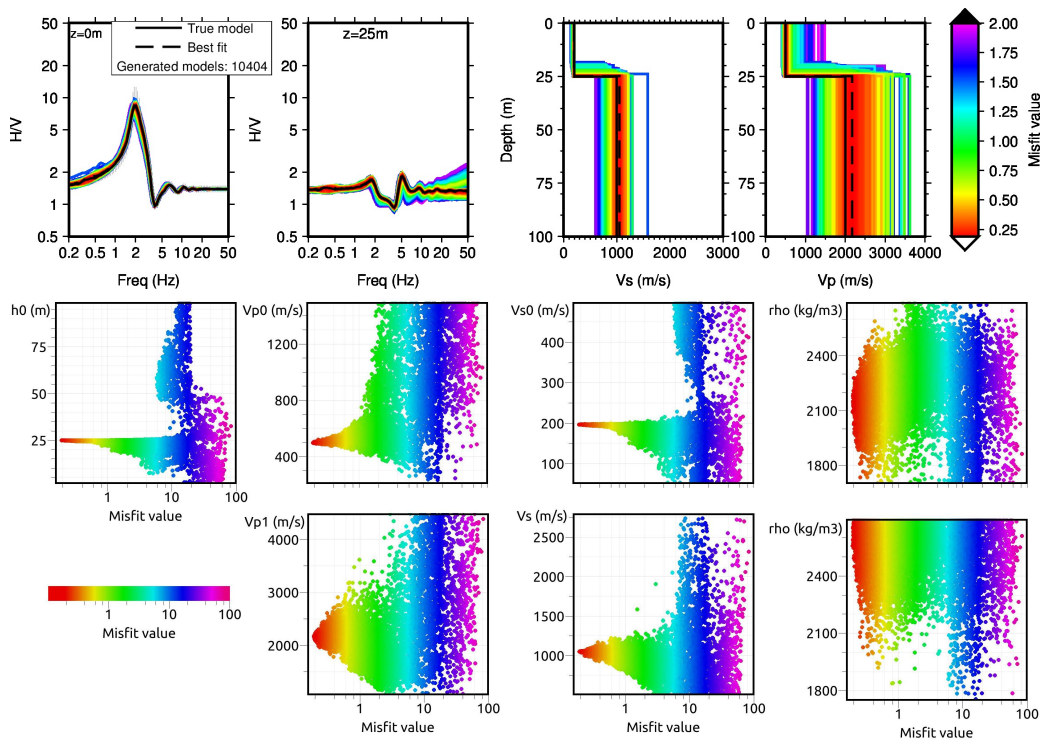 z=0m
True model
Best fit
Generated models: 10404
H/V
50
20
10
5
2
1
0.5
0.2 0.5 1 2 5 10 20 50
Freq (Hz)
z=25m
H/V
50
20
10
5
2
1
0.5
0.2 0.5 1 2 5 10 20 50
Freq (Hz)
Depth (m)
0
25
50
75
100
0 1000 2000 3000
Vs (m/s)
0
25
50
75
100
0 1000 2000 3000 4000
Vp (m/s)
2.00
1.75
1.50
1.25
1.00
0.75
0.50
0.25
Misfit value
h0 (m)
75
50
25
1 10 100
Misfit value
Vp0 (m/s)
1200
800
400
Vs0 (m/s)
400
300
200
100
rho (kg/m3)
2400
2100
1800
1 10 100
Misfit value
Vp1 (m/s)
4000
3000
2000
1 10 100
Misfit value
Vs (m/s)
2500
2000
1500
1000
1 10 100
Misfit value
rho (kg/m3)
2400
2100
1800
1 10 100
Misfit value